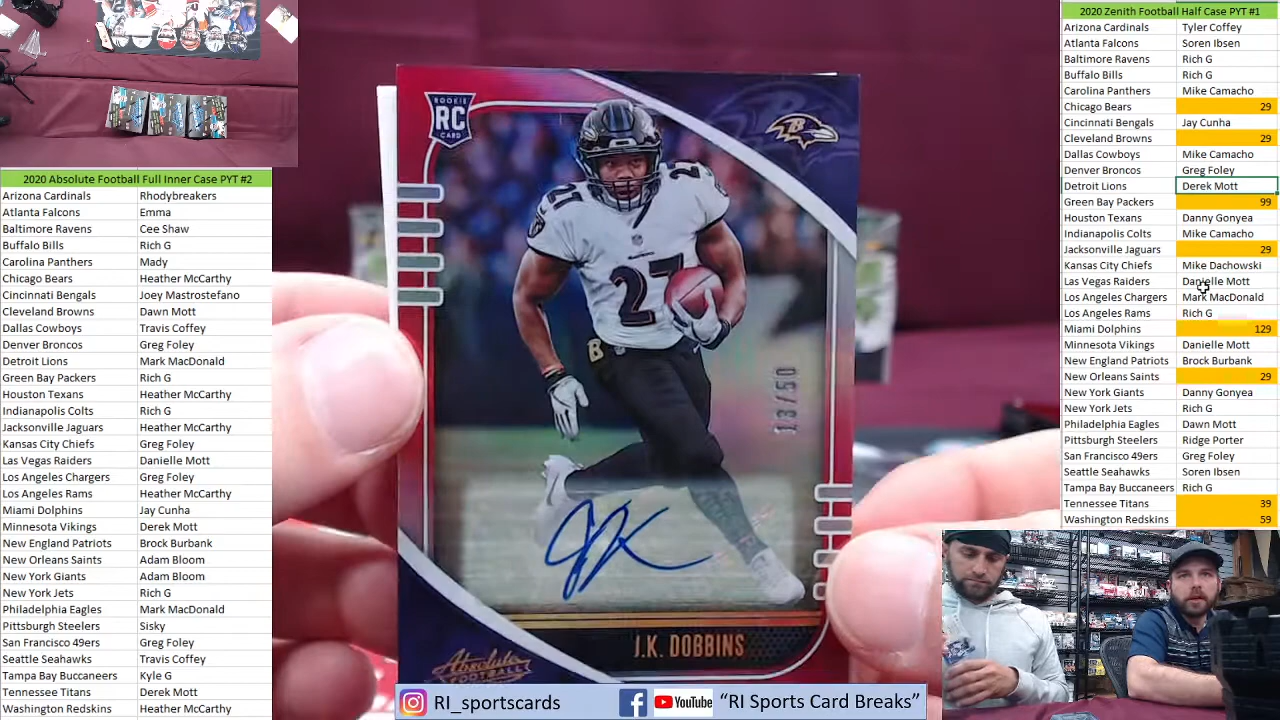 2020 Absolute Football Full Inner Case PYT #2
Arizona Cardinals Rhodybreakers
Atlanta Falcons Emma
Baltimore Ravens Cee Shaw
Buffalo Bills Rich G
Carolina Panthers Mady
Chicago Bears Heather McCarthy
Cincinnati Bengals Joey Mastrostefano
Cleveland Browns Dawn Mott
Dallas Cowboys Travis Coffey
Denver Broncos Greg Foley
Detroit Lions Mark MacDonald
Green Bay Packers Rich G
Houston Texans Heather McCarthy
Indianapolis Colts Rich G
Jacksonville Jaguars Heather McCarthy
Kansas City Chiefs Greg Foley
Las Vegas Raiders Danielle Mott
Los Angeles Chargers Greg Foley
Los Angeles Rams Heather McCarthy
Miami Dolphins Jay Cunha
Minnesota Vikings Derek Mott
New England Patriots Brock Burbank
New Orleans Saints Adam Bloom
New York Giants Adam Bloom
New York Jets Rich G
Philadelphia Eagles Mark MacDonald
Pittsburgh Steelers Sisky
San Francisco 49ers Greg Foley
Seattle Seahawks Travis Coffey
Tampa Bay Buccaneers Kyle G
Tennessee Titans Derek Mott
Washington Redskins Heather McCarthy
ROOKIE
RC
CARD
27
27
27
B
13/50
J.K. DOBBINS
Absolute
FOOTBALL
RI_sportscards
YouTube
"RI Sports Card Breaks"
2020 Zenith Football Half Case PYT #1
Arizona Cardinals Tyler Coffey
Atlanta Falcons Soren Ibsen
Baltimore Ravens Rich G
Buffalo Bills Rich G
Carolina Panthers Mike Camacho
Chicago Bears 29
Cincinnati Bengals Jay Cunha
Cleveland Browns 29
Dallas Cowboys Mike Camacho
Denver Broncos Greg Foley
Detroit Lions Derek Mott
Green Bay Packers 99
Houston Texans Danny Gonyea
Indianapolis Colts Mike Camacho
Jacksonville Jaguars 29
Kansas City Chiefs Mike Dachowski
Las Vegas Raiders Danielle Mott
Los Angeles Chargers Mark MacDonald
Los Angeles Rams Rich G
Miami Dolphins 129
Minnesota Vikings Danielle Mott
New England Patriots Brock Burbank
New Orleans Saints 29
New York Giants Danny Gonyea
New York Jets Rich G
Philadelphia Eagles Dawn Mott
Pittsburgh Steelers Ridge Porter
San Francisco 49ers Greg Foley
Seattle Seahawks Soren Ibsen
Tampa Bay Buccaneers Rich G
Tennessee Titans 39
Washington Redskins 59